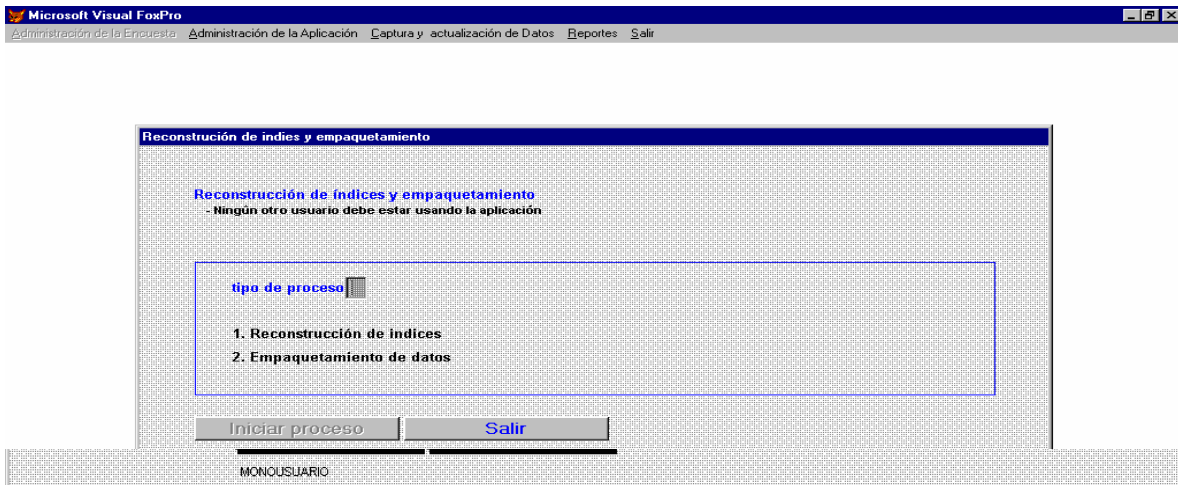 Microsoft Visual FoxPro
Administración de la Encuesta Administración de la Aplicación Captura y actualización de Datos Reportes Salir
Reconstrución de indies y empaquetamiento
Reconstrucción de índices y empaquetamiento
- Ningún otro usuario debe estar usando la aplicación
tipo de proceso
1. Reconstrucción de indices
2. Empaquetamiento de datos
Iniciar proceso Salir
MONOUSUARIO